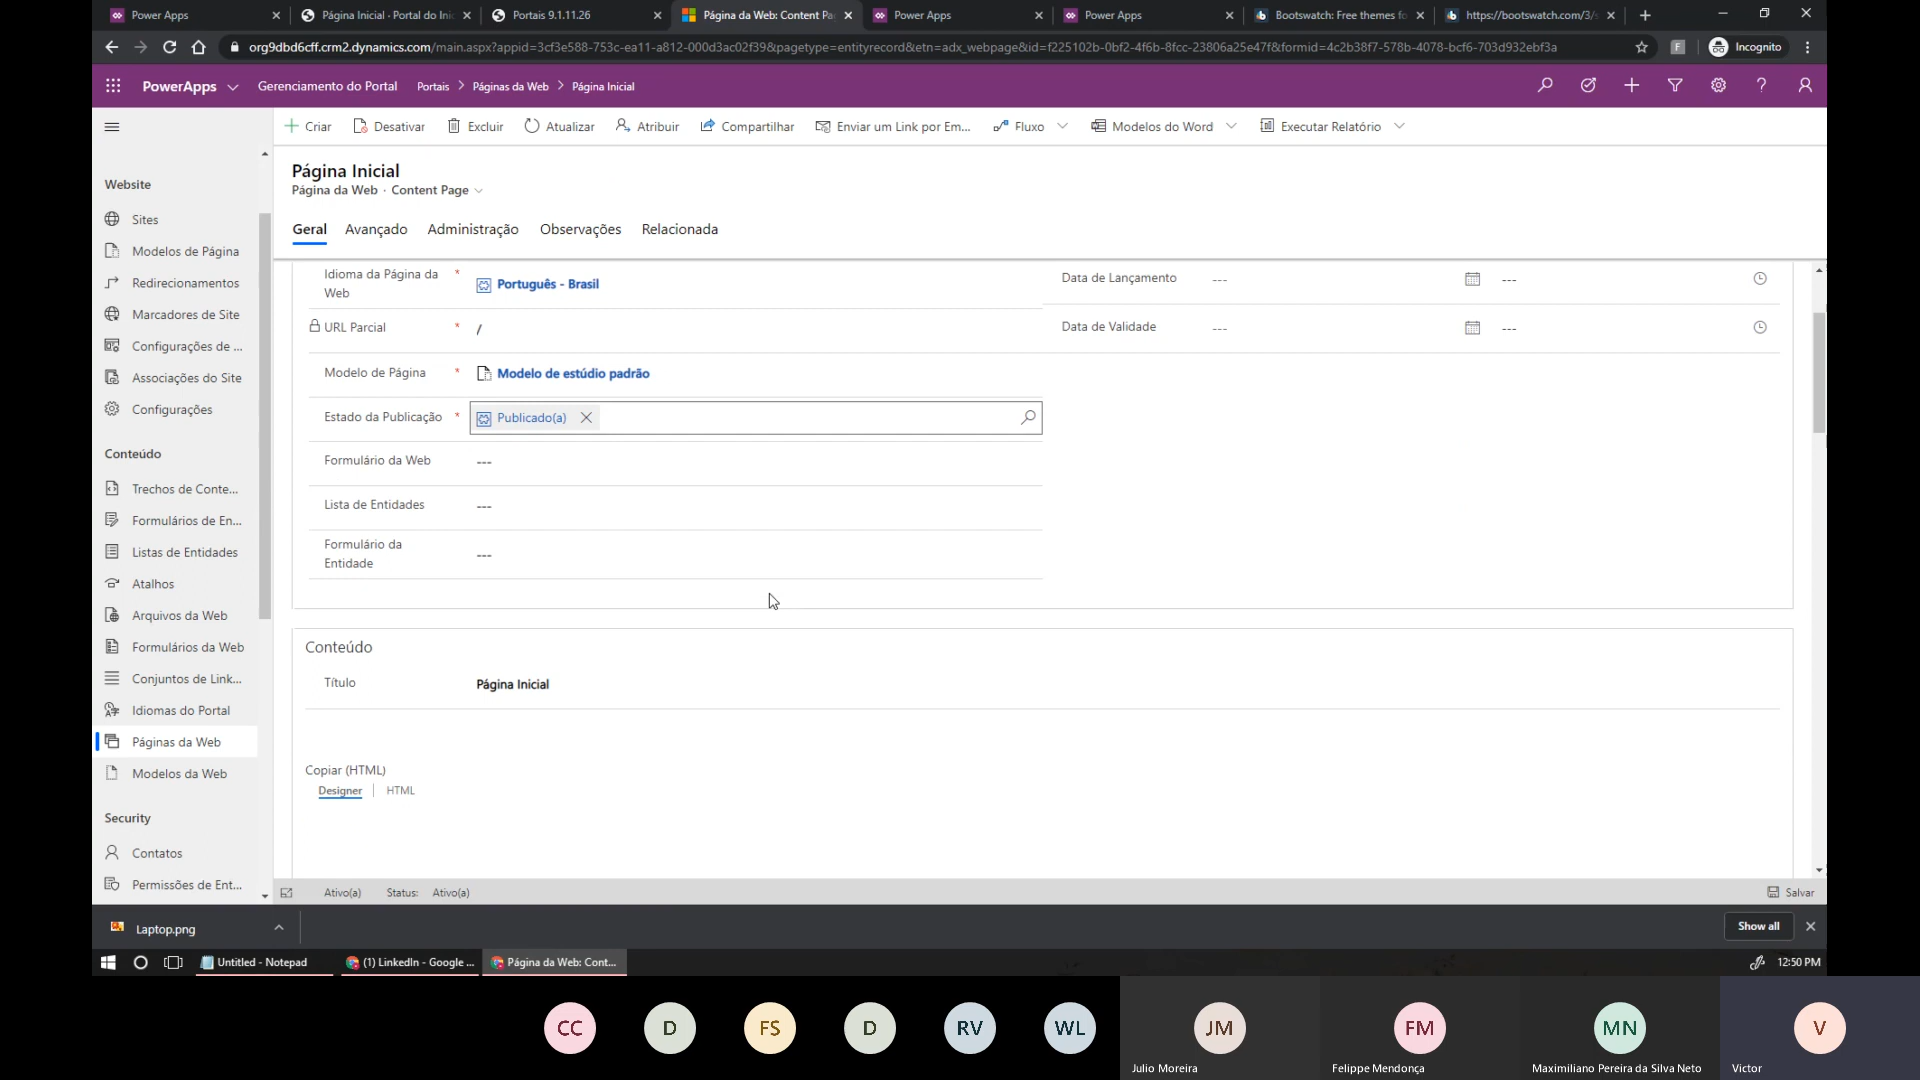 Power Apps
Página Inicial · Portal do Inic
Portais 9.1.11.26
Página da Web: Content Pa
Power Apps
Power Apps
Bootswatch: Free themes fo
https://bootswatch.com/3/s
org9dbd6cff.crm2.dynamics.com/main.aspx?appid=3cf3e588-753c-ea11-a812-000d3ac02f39&pagetype=entityrecord&etn=adx_webpage&id=f225102b-0bf2-4f6b-8fcc-23806a25e47f&formid=4c2b38f7-578b-4078-bcf6-703d932ebf3a
F
Incognito
PowerApps
Gerenciamento do Portal
Portais > Páginas da Web > Página Inicial
Criar
Desativar
Excluir
Atualizar
Atribuir
Compartilhar
Enviar um Link por Em...
Fluxo
Modelos do Word
Executar Relatório
Website
Sites
Modelos de Página
Redirecionamentos
Marcadores de Site
Configurações de ...
Associações do Site
Configurações
Conteúdo
Trechos de Conte...
Formulários de En...
Listas de Entidades
Atalhos
Arquivos da Web
Formulários da Web
Conjuntos de Link...
Idiomas do Portal
Páginas da Web
Modelos da Web
Security
Contatos
Permissões de Ent...
Página Inicial
Página da Web · Content Page
Geral
Avançado
Administração
Observações
Relacionada
Idioma da Página da
Web
*
Português - Brasil
URL Parcial * /
Modelo de Página * Modelo de estúdio padrão
Estado da Publicação * Publicado(a)
Formulário da Web ---
Lista de Entidades ---
Formulário da
Entidade
---
Data de Lançamento --- ---
Data de Validade --- ---
Conteúdo
Título Página Inicial
Copiar (HTML)
Designer | HTML
Ativo(a) Status: Ativo(a)
Salvar
Laptop.png
Show all
Untitled - Notepad
(1) LinkedIn - Google ...
Página da Web: Cont...
12:50 PM
CC
D
FS
D
RV
WL
JM
Julio Moreira
FM
Felippe Mendonça
MN
Maximiliano Pereira da Silva Neto
V
Victor